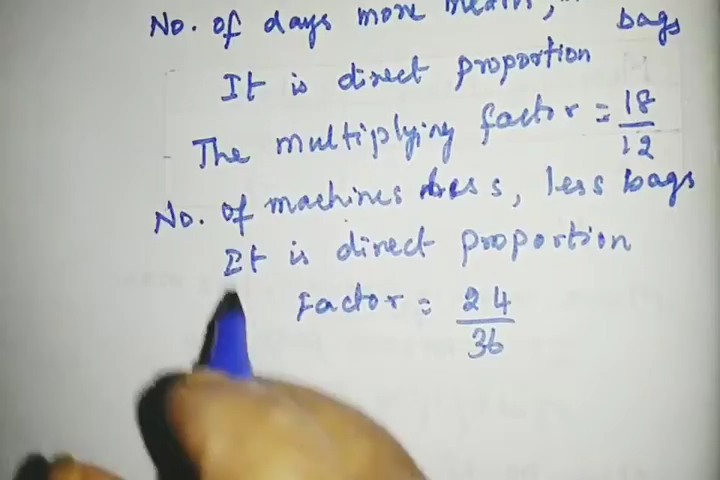 No. of days more means,
bags
It is direct proportion
The multiplying factor = 18/12
No. of machines less, less bags
It is direct proportion
Factor = 24/36